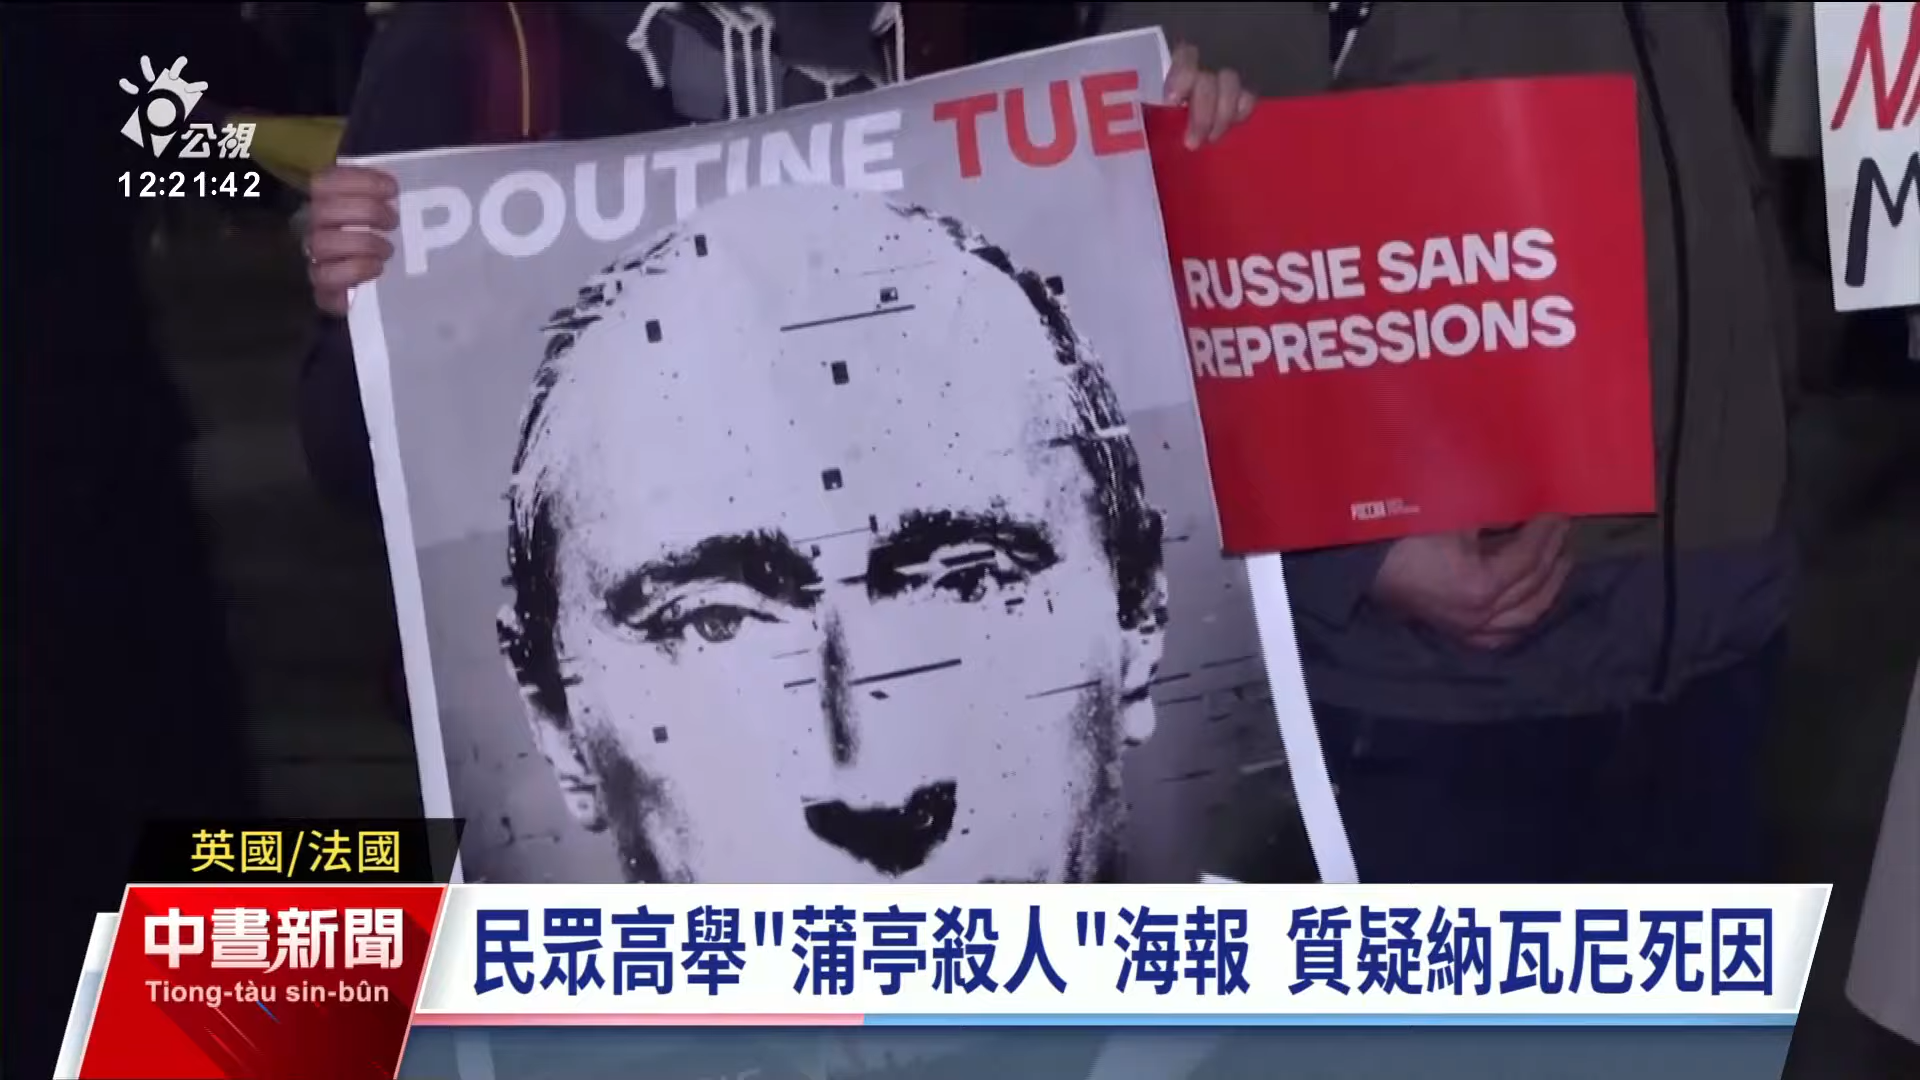 公視
12:21:42
POUTINE TUE
RUSSIE SANS
REPRESSIONS
英國/法國
中晝新聞
Tiong-tàu sin-bûn
民眾高舉"蒲亭殺人"海報 質疑納瓦尼死因